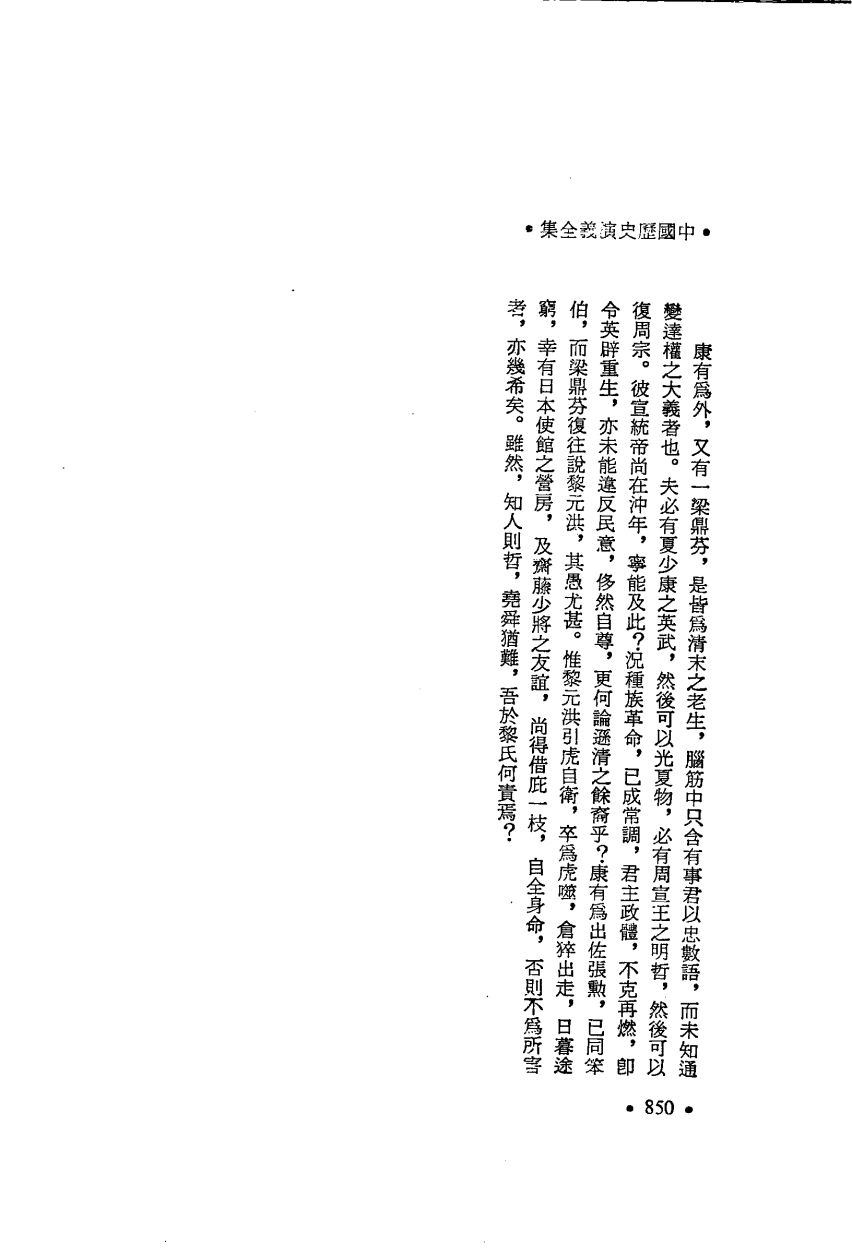 •中國歷史演義全集•
康有爲外，又有一梁鼎芬，是皆爲清末之老生，腦筋中只含有事君以忠數語，而未知通
變達權之大義者也。夫必有夏少康之英武，然後可以光夏物，必有周宣王之明哲，然後可以
復周宗。彼宣統帝尚在沖年，寧能及此？況種族革命，已成常調，君主政體，不克再燃，卽
令英辟重生，亦未能違反民意，侈然自尊，更何論遜清之餘裔乎？康有爲出佐張勲，已同笨
伯，而梁鼎芬復往說黎元洪，其愚尤甚。惟黎元洪引虎自衛，卒爲虎噬，倉猝出走，日暮途
窮，幸有日本使館之營房，及齋藤少將之友誼，尚得借庇一枝，自全身命，否則不爲所害
者，亦幾希矣。雖然，知人則哲，堯舜猶難，吾於黎氏何責焉？
•850•